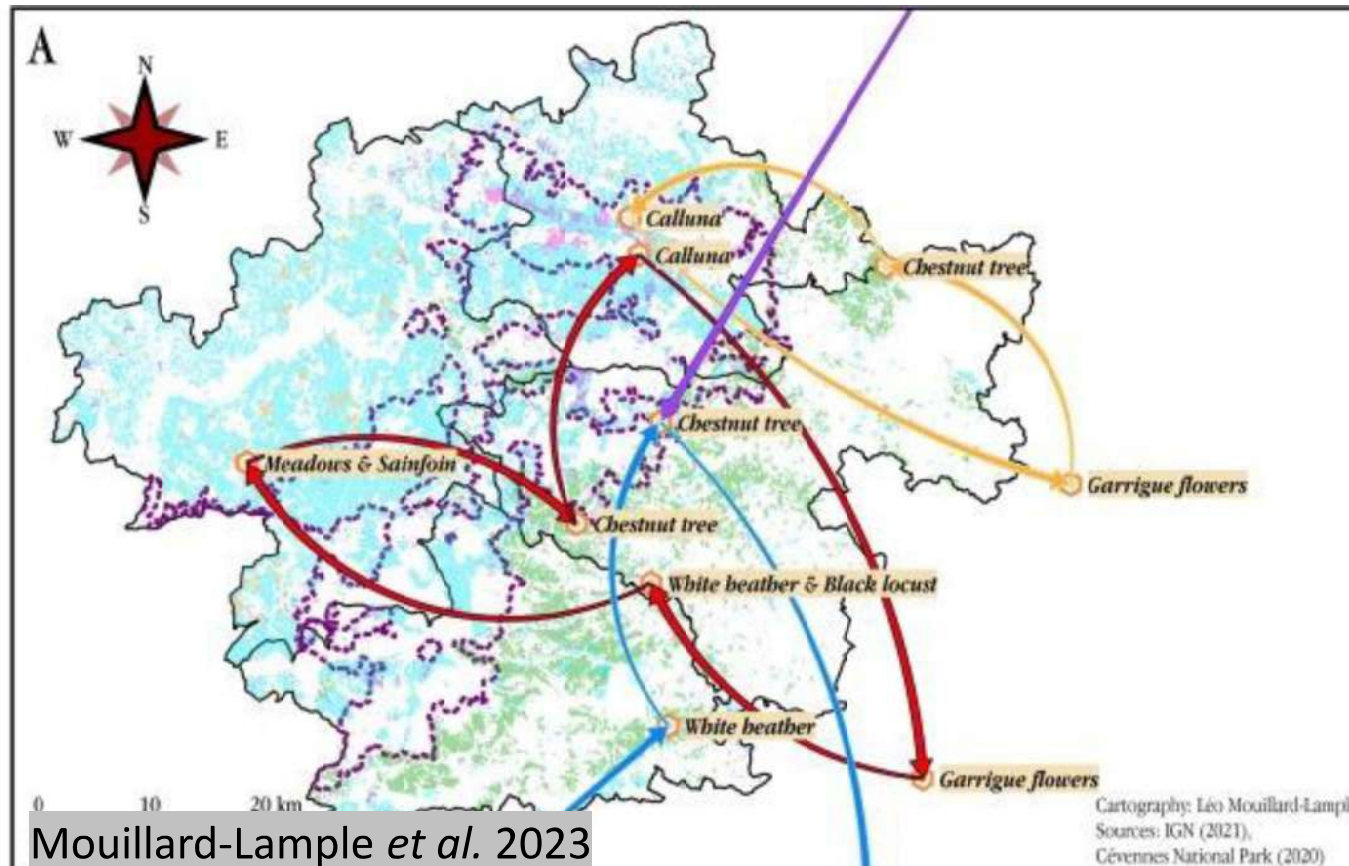 A
N
W
E
S
Calluna
Calluna
Chestnut tree
Chestnut tree
Meadows & Sainfoin
Garrigue flowers
Chestnut tree
White heather & Black locust
White heather
Garrigue flowers
0 10 20 km
Cartography: Léo Mouillard-Lampl
Sources: IGN (2021),
Cévennes National Park (2020)
Mouillard-Lample et al. 2023